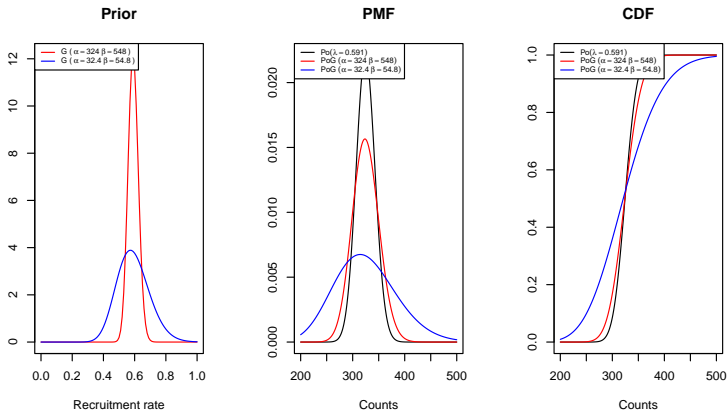 Prior
G ( α=324 β=548)
G ( α=32.4 β=54.8)
0 2 4 6 8 10 12
0.0 0.2 0.4 0.6 0.8 1.0
Recruitment rate
PMF
Po(λ=0.591)
PoG ( α=324 β=548)
PoG ( α=32.4 β=54.8)
0.000 0.005 0.010 0.015 0.020
200 300 400 500
Counts
CDF
Po(λ=0.591)
PoG ( α=324 β=548)
PoG ( α=32.4 β=54.8)
0.0 0.2 0.4 0.6 0.8 1.0
200 300 400 500
Counts